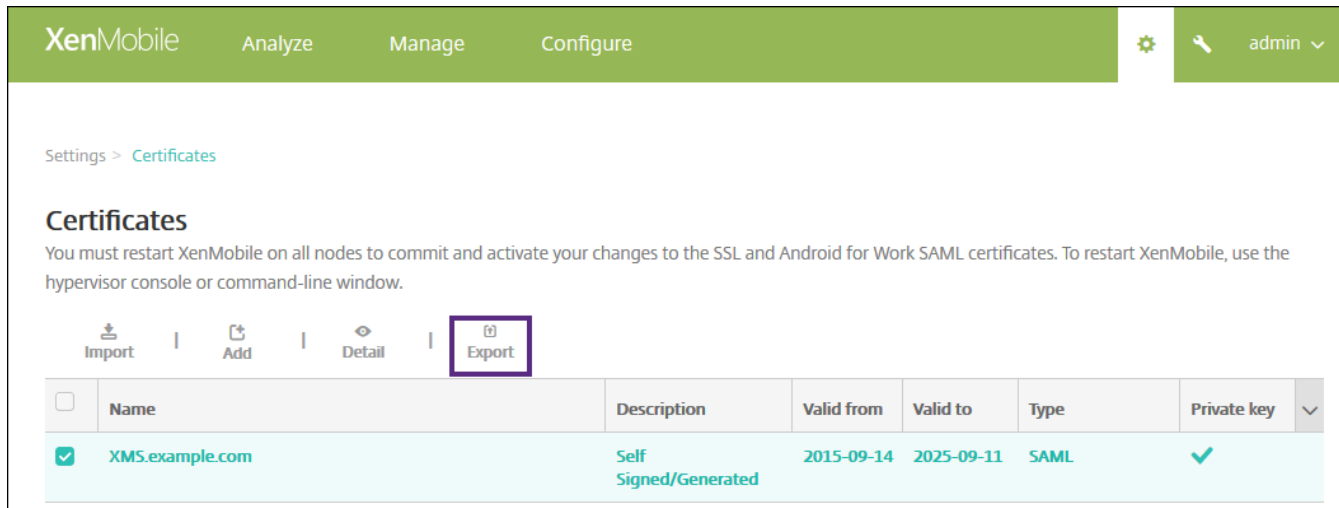 XenMobile Analyze Manage Configure admin
Settings > Certificates
Certificates
You must restart XenMobile on all nodes to commit and activate your changes to the SSL and Android for Work SAML certificates. To restart XenMobile, use the
hypervisor console or command-line window.
Import | Add | Detail | Export
Name Description Valid from Valid to Type Private key
XMS.example.com Self 2015-09-14 2025-09-11 SAML
Signed/Generated